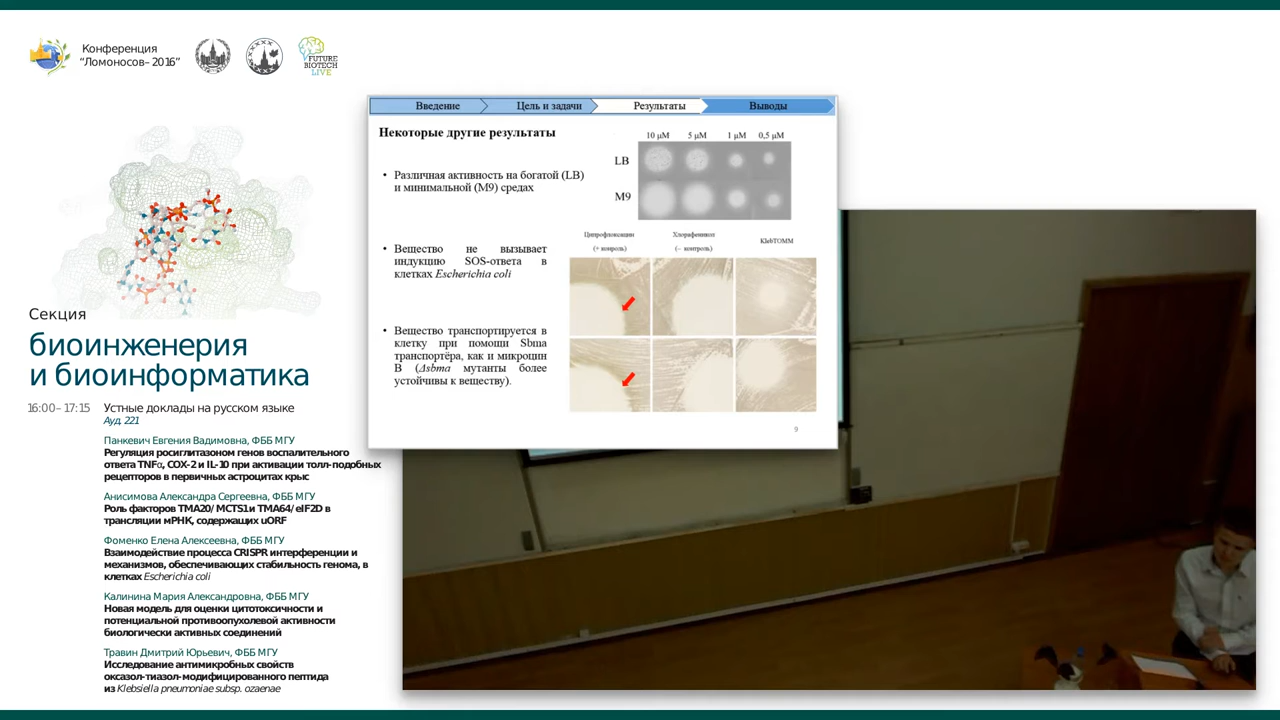 Конференция
“Ломоносов–2016”
FUTURE
BIOTECH
LIVE
Введение
Цель и задачи
Результаты
Выводы
Некоторые другие результаты
10 μM 5 μM 1 μM 0,5 μM
LB
M9
• Различная активность на богатой (LB)
и минимальной (M9) средах
Ципрофлоксацин
(+ контроль)
Хлорафеникол
(– контроль)
KlebTOMM
• Вещество не вызывает
индукцию SOS-ответа в
клетках Escherichia coli
• Вещество транспортируется в
клетку при помощи Sbma
транспортёра, как и микроцин
B (Δsbma мутанты более
устойчивы к веществу).
9
Секция
биоинженерия
и биоинформатика
16:00–17:15 Устные доклады на русском языке
Ауд. 221
Панкевич Евгения Вадимовна, ФББ МГУ
Регуляция росиглитазоном генов воспалительного
ответа TNFα, COX-2 и IL-10 при активации толл-подобных
рецепторов в первичных астроцитах крыс
Анисимова Александра Сергеевна, ФББ МГУ
Роль факторов TMA20/MCTS1 и TMA64/eIF2D в
трансляции мРНК, содержащих uORF
Фоменко Елена Алексеевна, ФББ МГУ
Взаимодействие процесса CRISPR интерференции и
механизмов, обеспечивающих стабильность генома, в
клетках Escherichia coli
Калинина Мария Александровна, ФББ МГУ
Новая модель для оценки цитотоксичности и
потенциальной противоопухолевой активности
биологически активных соединений
Травин Дмитрий Юрьевич, ФББ МГУ
Исследование антимикробных свойств
оксазол-тиазол-модифицированного пептида
из Klebsiella pneumoniae subsp. ozaenae